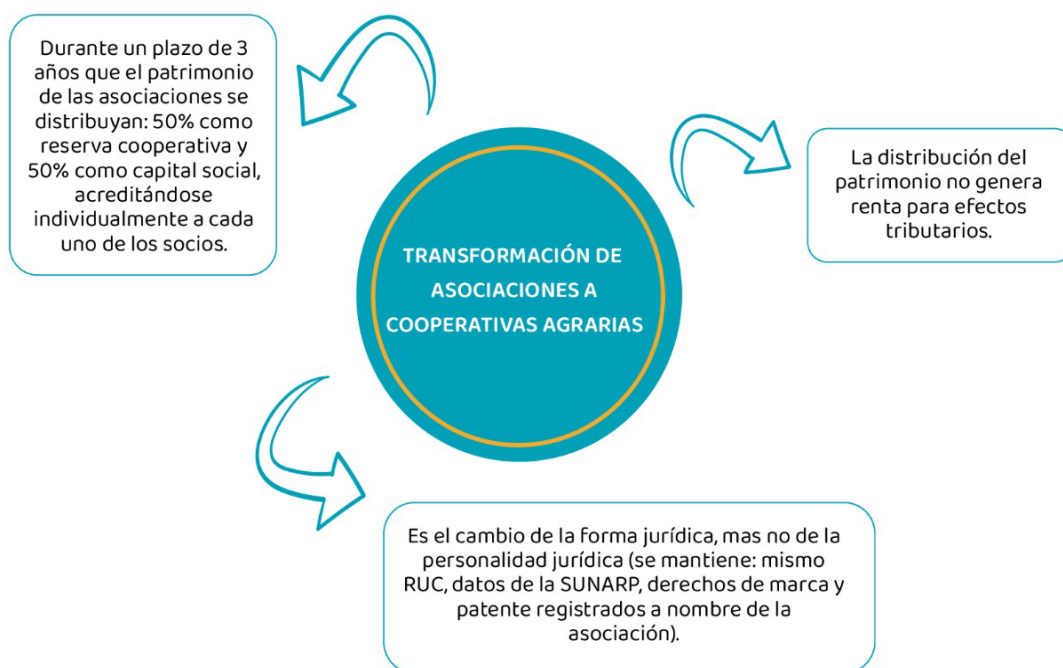 Durante un plazo de 3
años que el patrimonio
de las asociaciones se
distribuyan: 50% como
reserva cooperativa y
50% como capital social,
acreditándose
individualmente a cada
uno de los socios.
La distribución del
patrimonio no genera
renta para efectos
tributarios.
TRANSFORMACIÓN DE
ASOCIACIONES A
COOPERATIVAS AGRARIAS
Es el cambio de la forma jurídica, mas no de la
personalidad jurídica (se mantiene: mismo
RUC, datos de la SUNARP, derechos de marca y
patente registrados a nombre de la
asociación).